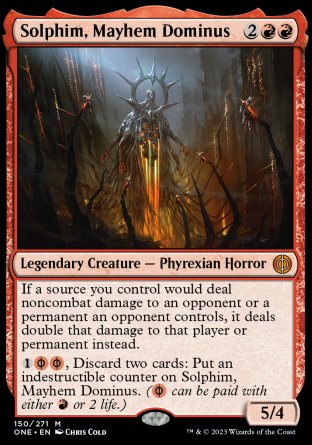 Solphim, Mayhem Dominus 2
Legendary Creature — Phyrexian Horror
If a source you control would deal
noncombat damage to an opponent or a
permanent an opponent controls, it deals
double that damage to that player or
permanent instead.
1, Discard two cards: Put an
indestructible counter on Solphim,
Mayhem Dominus. ( can be paid with
either or 2 life.)
150/271 M
ONE • EN Chris Cold
™ & © 2023 Wizards of the Coast
5/4